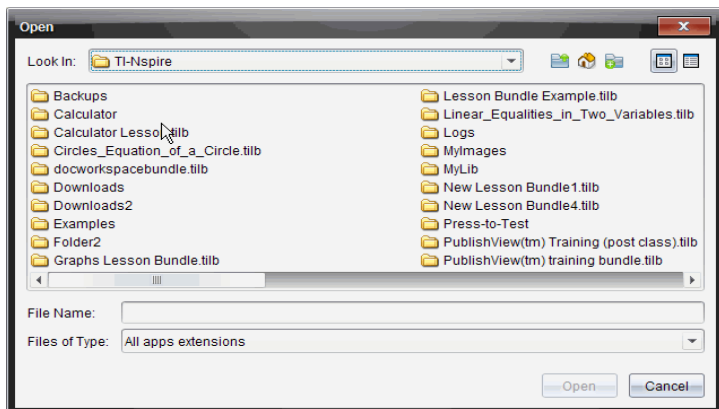 Open
Look In: TI-Nspire
Backups
Calculator
Calculator Lesson.tilb
Circles_Equation_of_a_Circle.tilb
docworkspacebundle.tilb
Downloads
Downloads2
Examples
Folder2
Graphs Lesson Bundle.tilb
Lesson Bundle Example.tilb
Linear_Equalities_in_Two_Variables.tilb
Logs
MyImages
MyLib
New Lesson Bundle1.tilb
New Lesson Bundle4.tilb
Press-to-Test
PublishView(tm) Training (post class).tilb
PublishView(tm) training bundle.tilb
File Name:
Files of Type: All apps extensions
Open Cancel